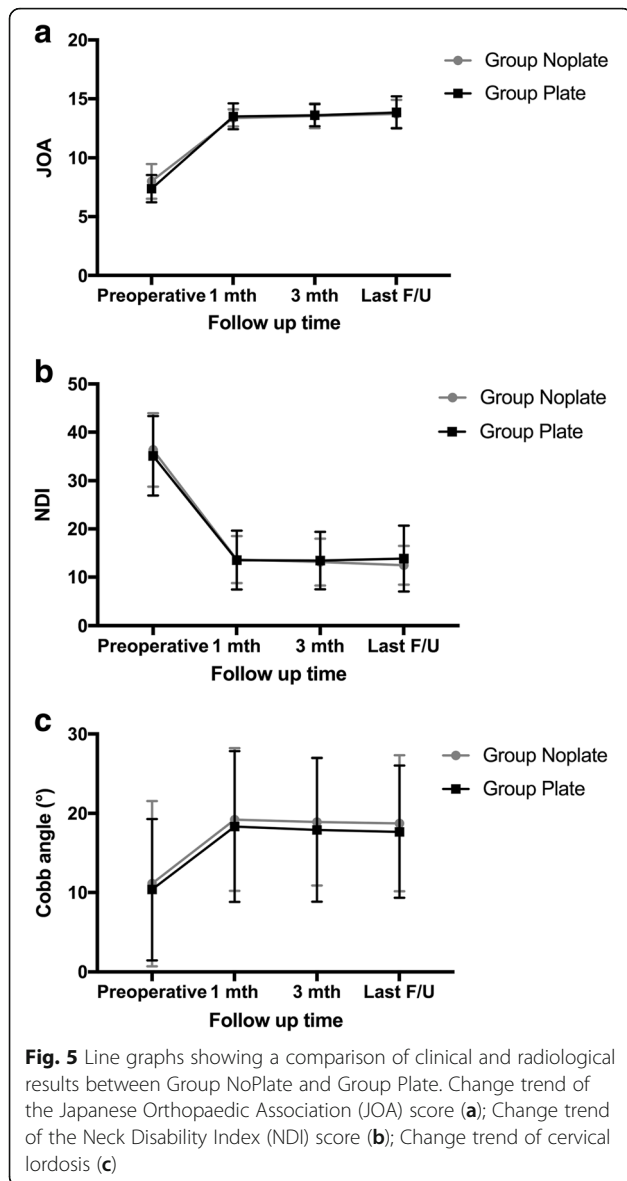 a
20
15
10
5
0
JOA
Preoperative 1 mth 3 mth Last F/U
Follow up time
Group Noplate
Group Plate
b
50
40
30
20
10
0
NDI
Preoperative 1 mth 3 mth Last F/U
Follow up time
Group Noplate
Group Plate
c
30
20
10
0
Cobb angle (°)
Preoperative 1 mth 3 mth Last F/U
Follow up time
Group Noplate
Group Plate
Fig. 5 Line graphs showing a comparison of clinical and radiological
results between Group NoPlate and Group Plate. Change trend of
the Japanese Orthopaedic Association (JOA) score (a); Change trend
of the Neck Disability Index (NDI) score (b); Change trend of cervical
lordosis (c)